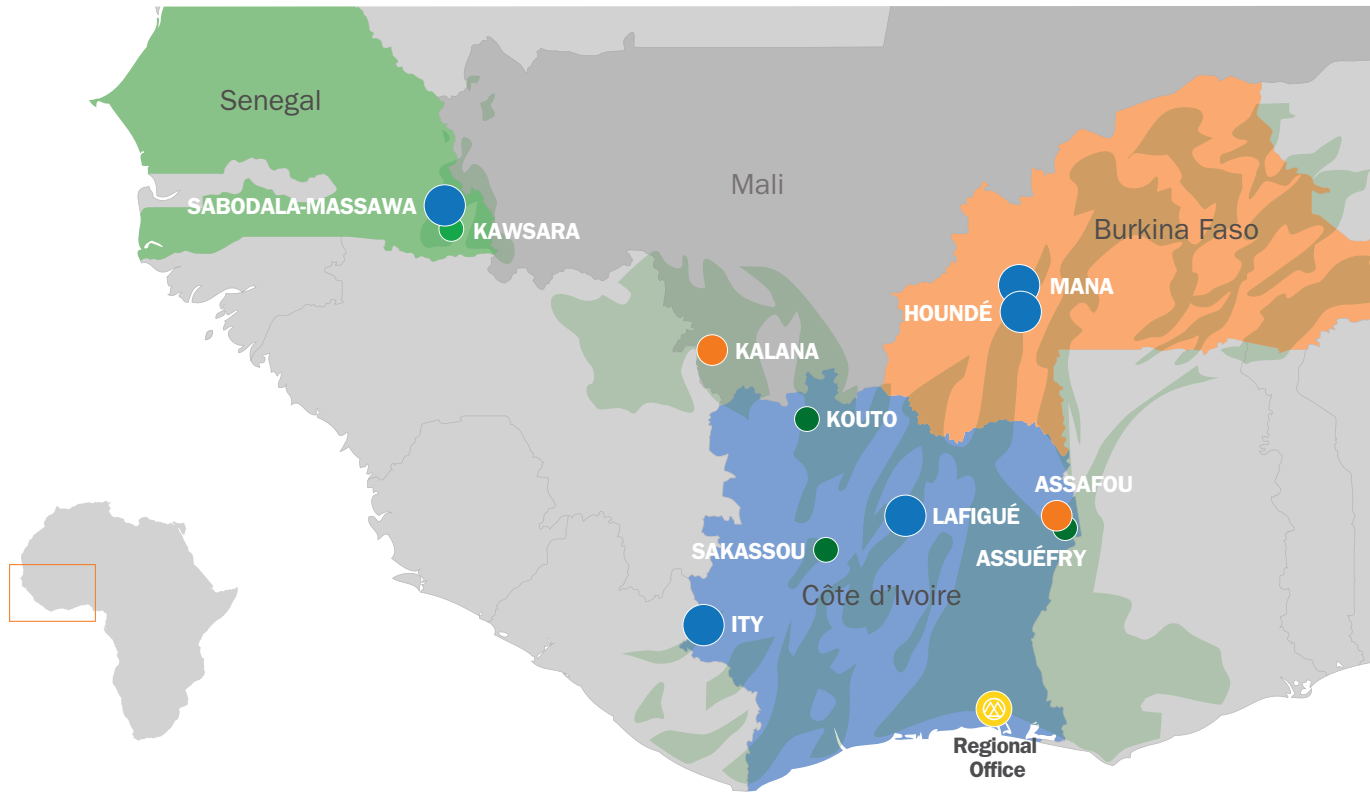 Senegal
Mali
SABODALA-MASSAWA
KAWSARA
Burkina Faso
MANA
HOUNDÉ
KALANA
KOUTO
ASSAFOU
LAFIGUÉ
SAKASSOU
ASSUÉFRY
Côte d’Ivoire
ITY
Regional
Office